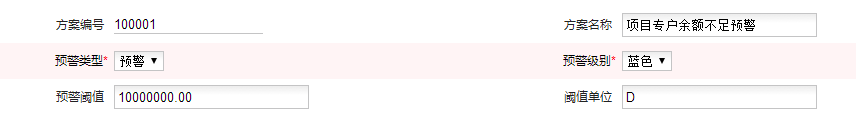 方案编号 100001 方案名称 项目专户余额不足预警
预警类型* 预警 ▼ 预警级别* 蓝色 ▼
预警阈值 10000000.00 阈值单位 D